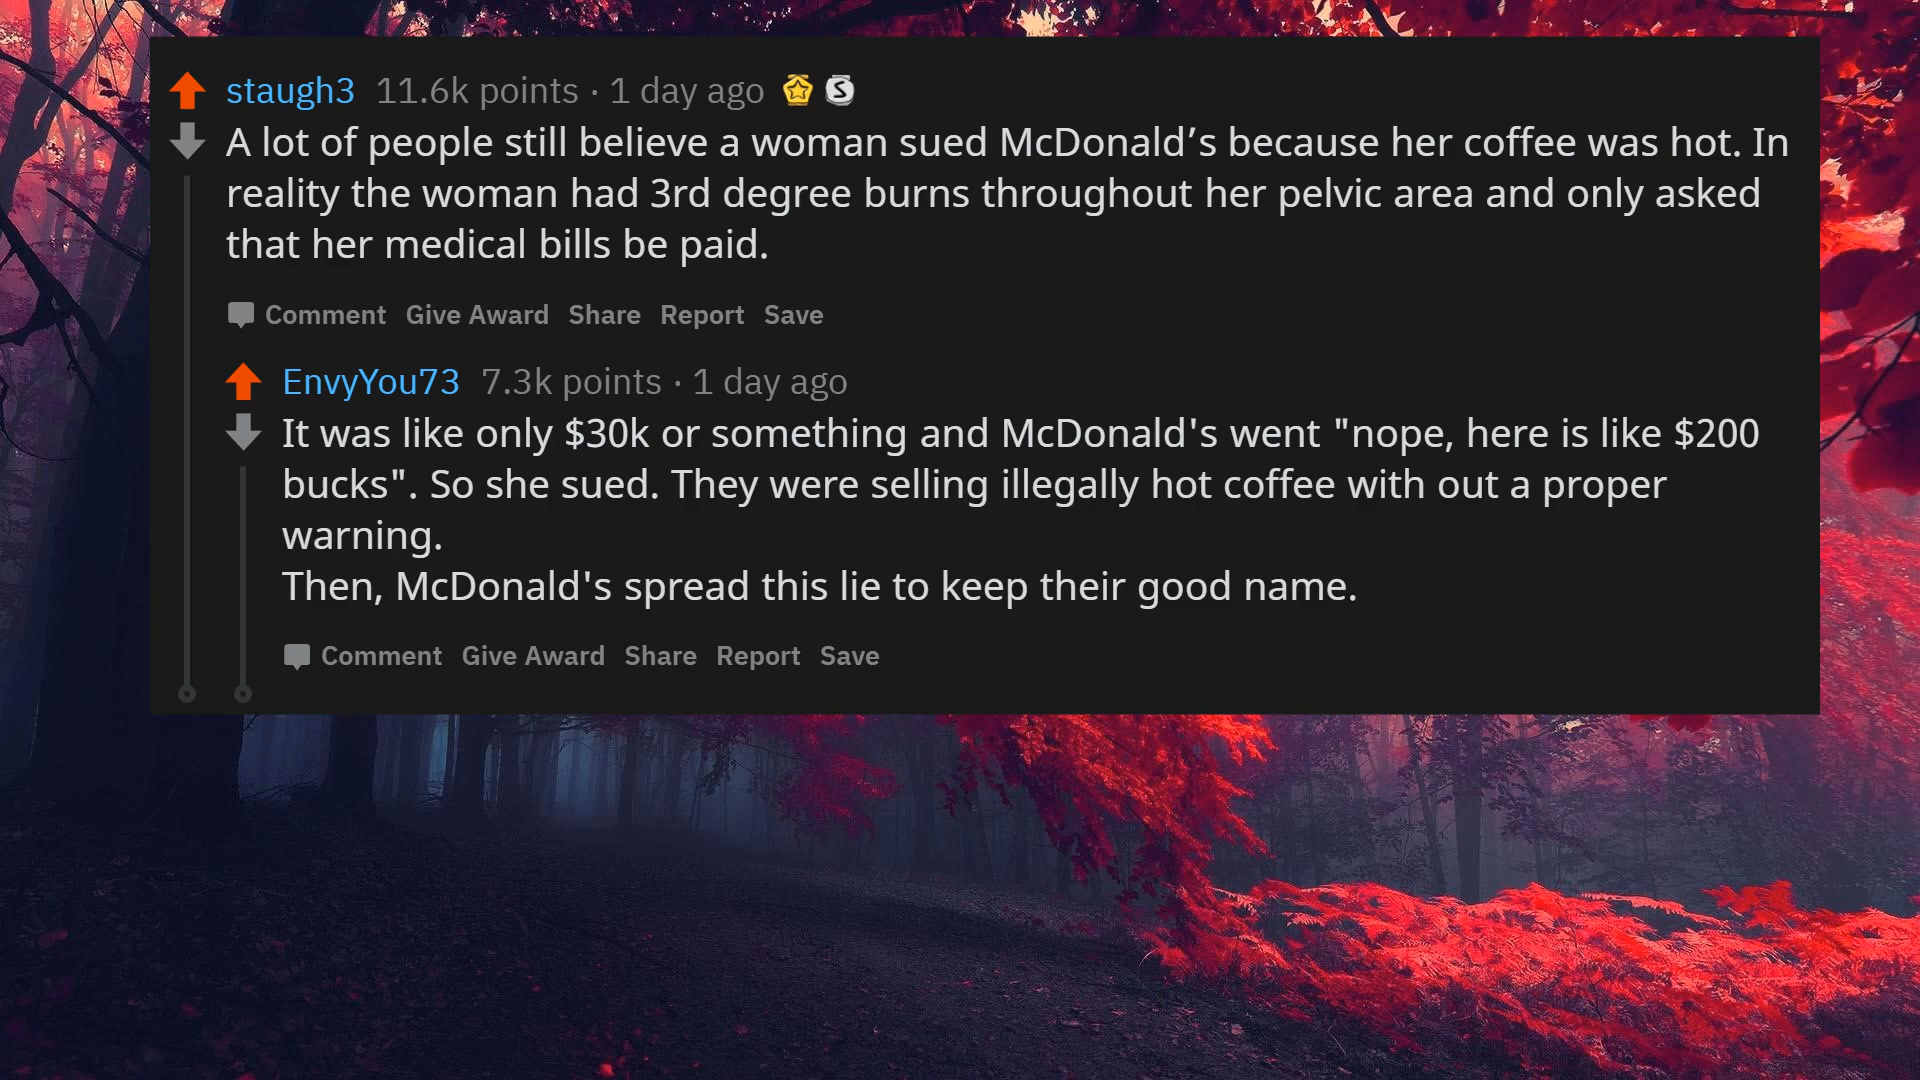 staugh3 11.6k points · 1 day ago
A lot of people still believe a woman sued McDonald’s because her coffee was hot. In
reality the woman had 3rd degree burns throughout her pelvic area and only asked
that her medical bills be paid.
Comment Give Award Share Report Save
EnvyYou73 7.3k points · 1 day ago
It was like only $30k or something and McDonald's went "nope, here is like $200
bucks". So she sued. They were selling illegally hot coffee with out a proper
warning.
Then, McDonald's spread this lie to keep their good name.
Comment Give Award Share Report Save